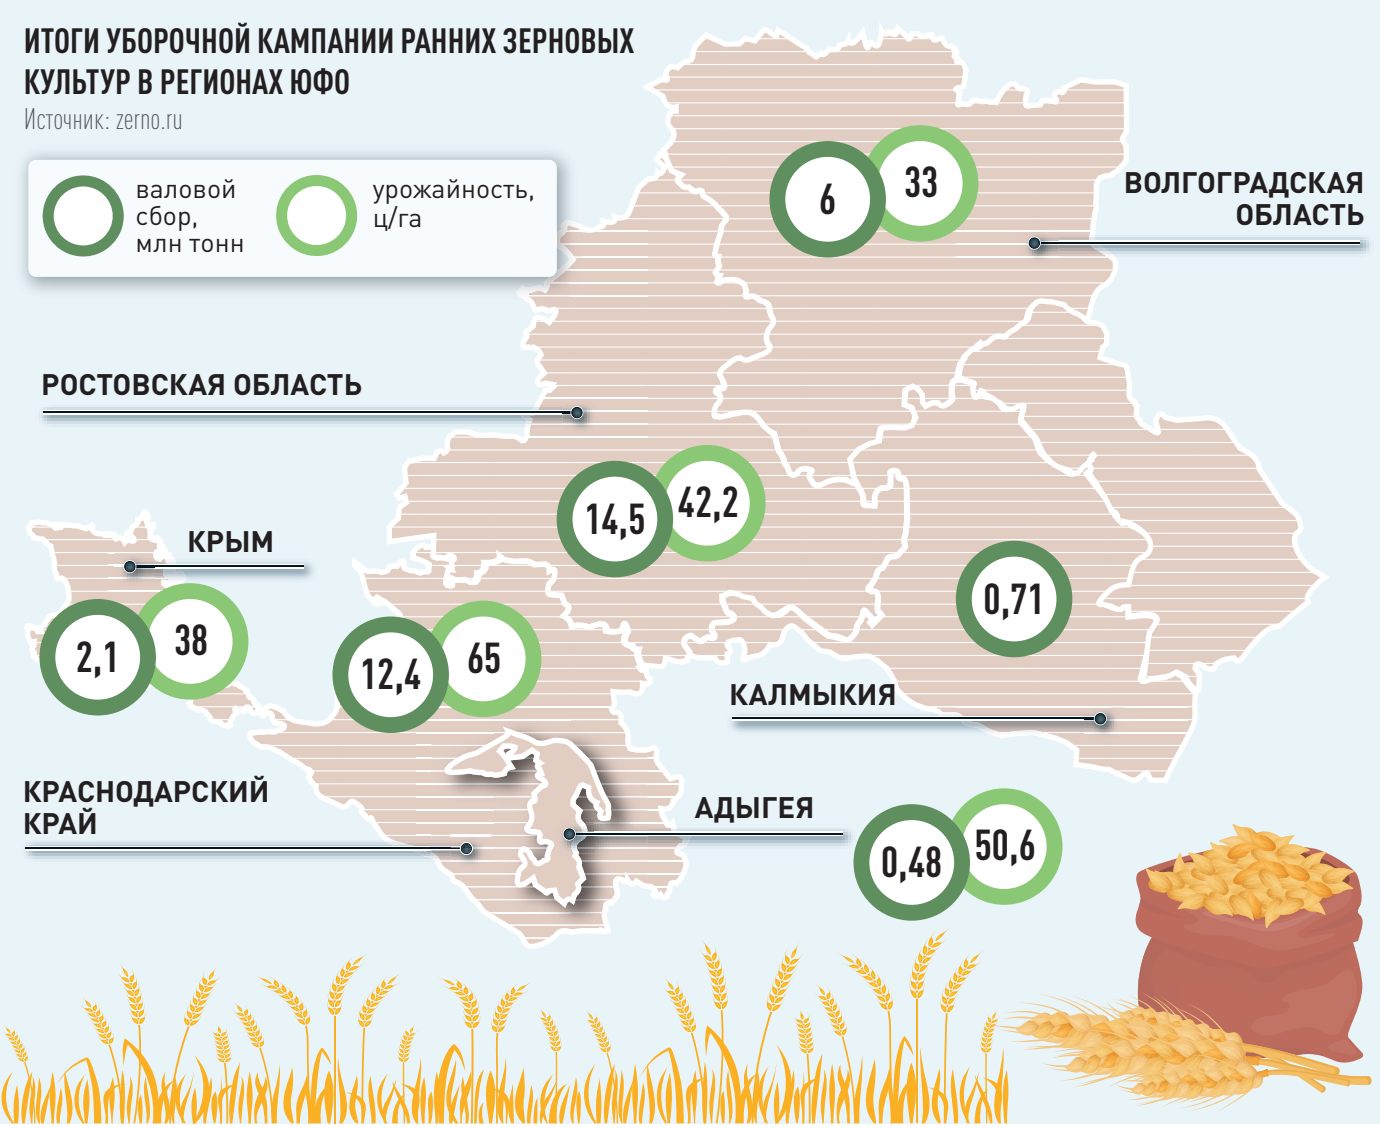 ИТОГИ УБОРОЧНОЙ КАМПАНИИ РАННИХ ЗЕРНОВЫХ
КУЛЬТУР В РЕГИОНАХ ЮФО
Источник: zerno.ru
валовой
сбор,
млн тонн
урожайность,
ц/га
6
33
ВОЛГОГРАДСКАЯ
ОБЛАСТЬ
РОСТОВСКАЯ ОБЛАСТЬ
14,5
42,2
КРЫМ
2,1
38
12,4
65
0,71
КАЛМЫКИЯ
КРАСНОДАРСКИЙ
КРАЙ
АДЫГЕЯ
0,48
50,6